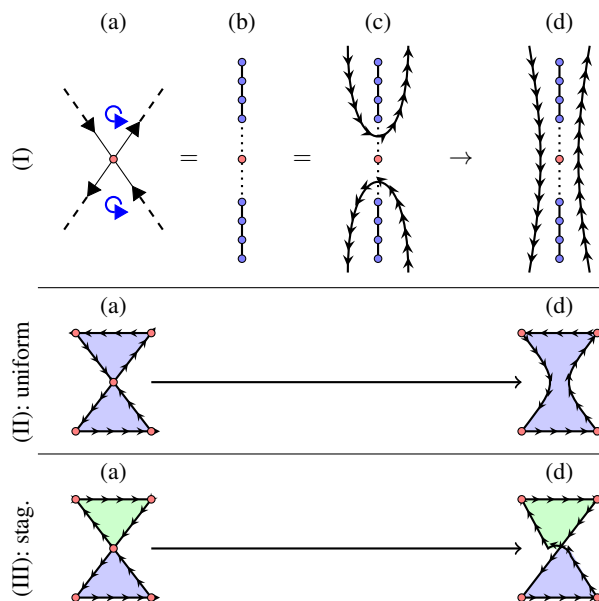 (a) (b) (c) (d)
(I) = = →
(a) (d)
(II): uniform
(a) (d)
(III): stag.